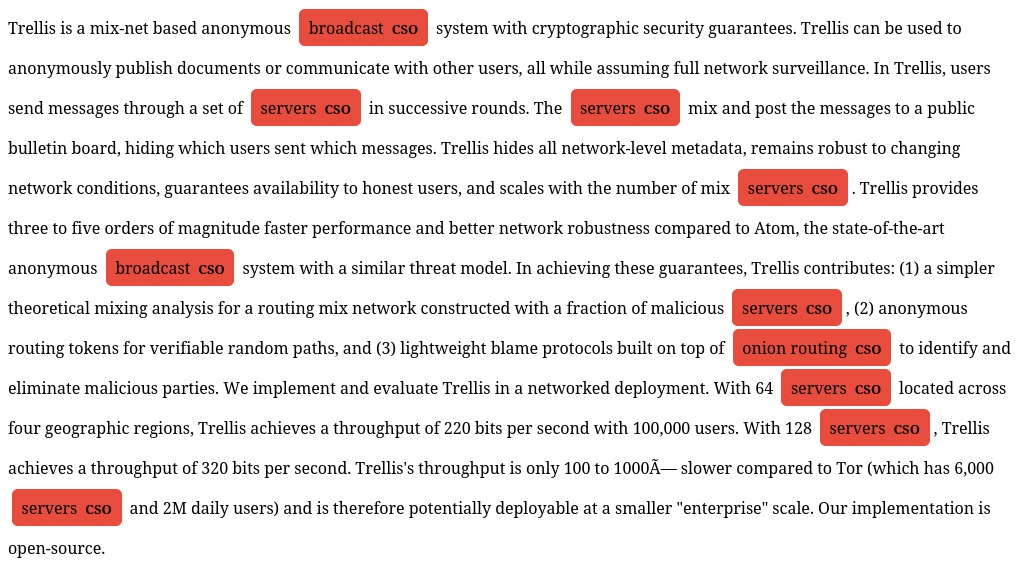 Trellis is a mix-net based anonymous broadcast cso system with cryptographic security guarantees. Trellis can be used to
anonymously publish documents or communicate with other users, all while assuming full network surveillance. In Trellis, users
send messages through a set of servers cso in successive rounds. The servers cso mix and post the messages to a public
bulletin board, hiding which users sent which messages. Trellis hides all network-level metadata, remains robust to changing
network conditions, guarantees availability to honest users, and scales with the number of mix servers cso . Trellis provides
three to five orders of magnitude faster performance and better network robustness compared to Atom, the state-of-the-art
anonymous broadcast cso system with a similar threat model. In achieving these guarantees, Trellis contributes: (1) a simpler
theoretical mixing analysis for a routing mix network constructed with a fraction of malicious servers cso , (2) anonymous
routing tokens for verifiable random paths, and (3) lightweight blame protocols built on top of onion routing cso to identify and
eliminate malicious parties. We implement and evaluate Trellis in a networked deployment. With 64 servers cso located across
four geographic regions, Trellis achieves a throughput of 220 bits per second with 100,000 users. With 128 servers cso , Trellis
achieves a throughput of 320 bits per second. Trellis's throughput is only 100 to 1000Ã— slower compared to Tor (which has 6,000
servers cso and 2M daily users) and is therefore potentially deployable at a smaller "enterprise" scale. Our implementation is
open-source.